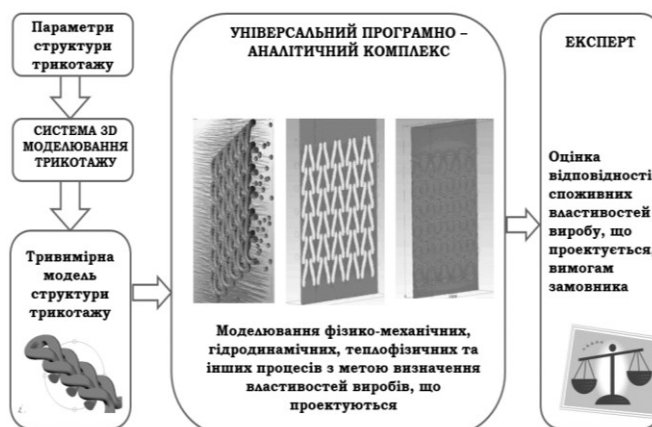 Параметри
структури
трикотажу
СИСТЕМА 3D
МОДЕЛЮВАННЯ
ТРИКОТАЖУ
Тривимірна
модель
структури
трикотажу
УНІВЕРСАЛЬНИЙ ПРОГРАМНО –
АНАЛІТИЧНИЙ КОМПЛЕКС
Моделювання фізико-механічних,
гідродинамічних, теплофізичних та
інших процесів з метою визначення
властивостей виробів, що
проектуються
ЕКСПЕРТ
Оцінка
відповідності
споживних
властивостей
виробу, що
проектується,
вимогам
замовника